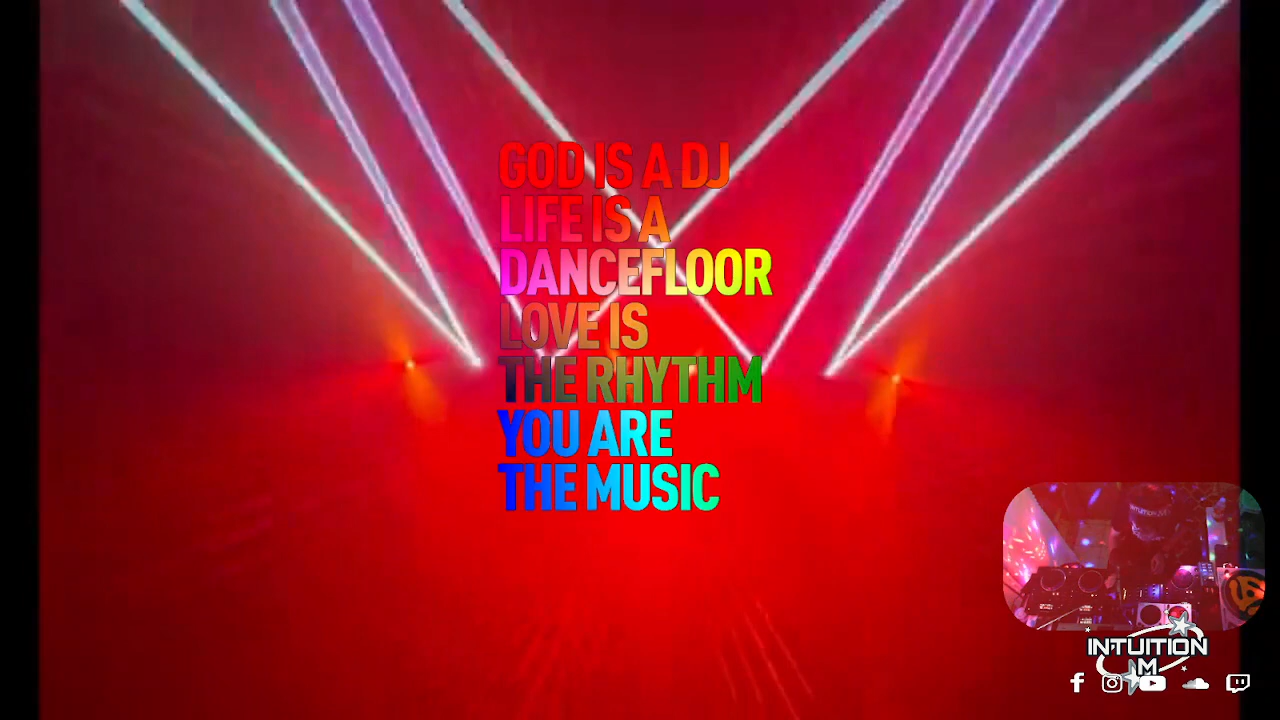 GOD IS A DJ
LIFE IS A
DANCEFLOOR
LOVE IS
THE RHYTHM
YOU ARE
THE MUSIC
INTUITION
M